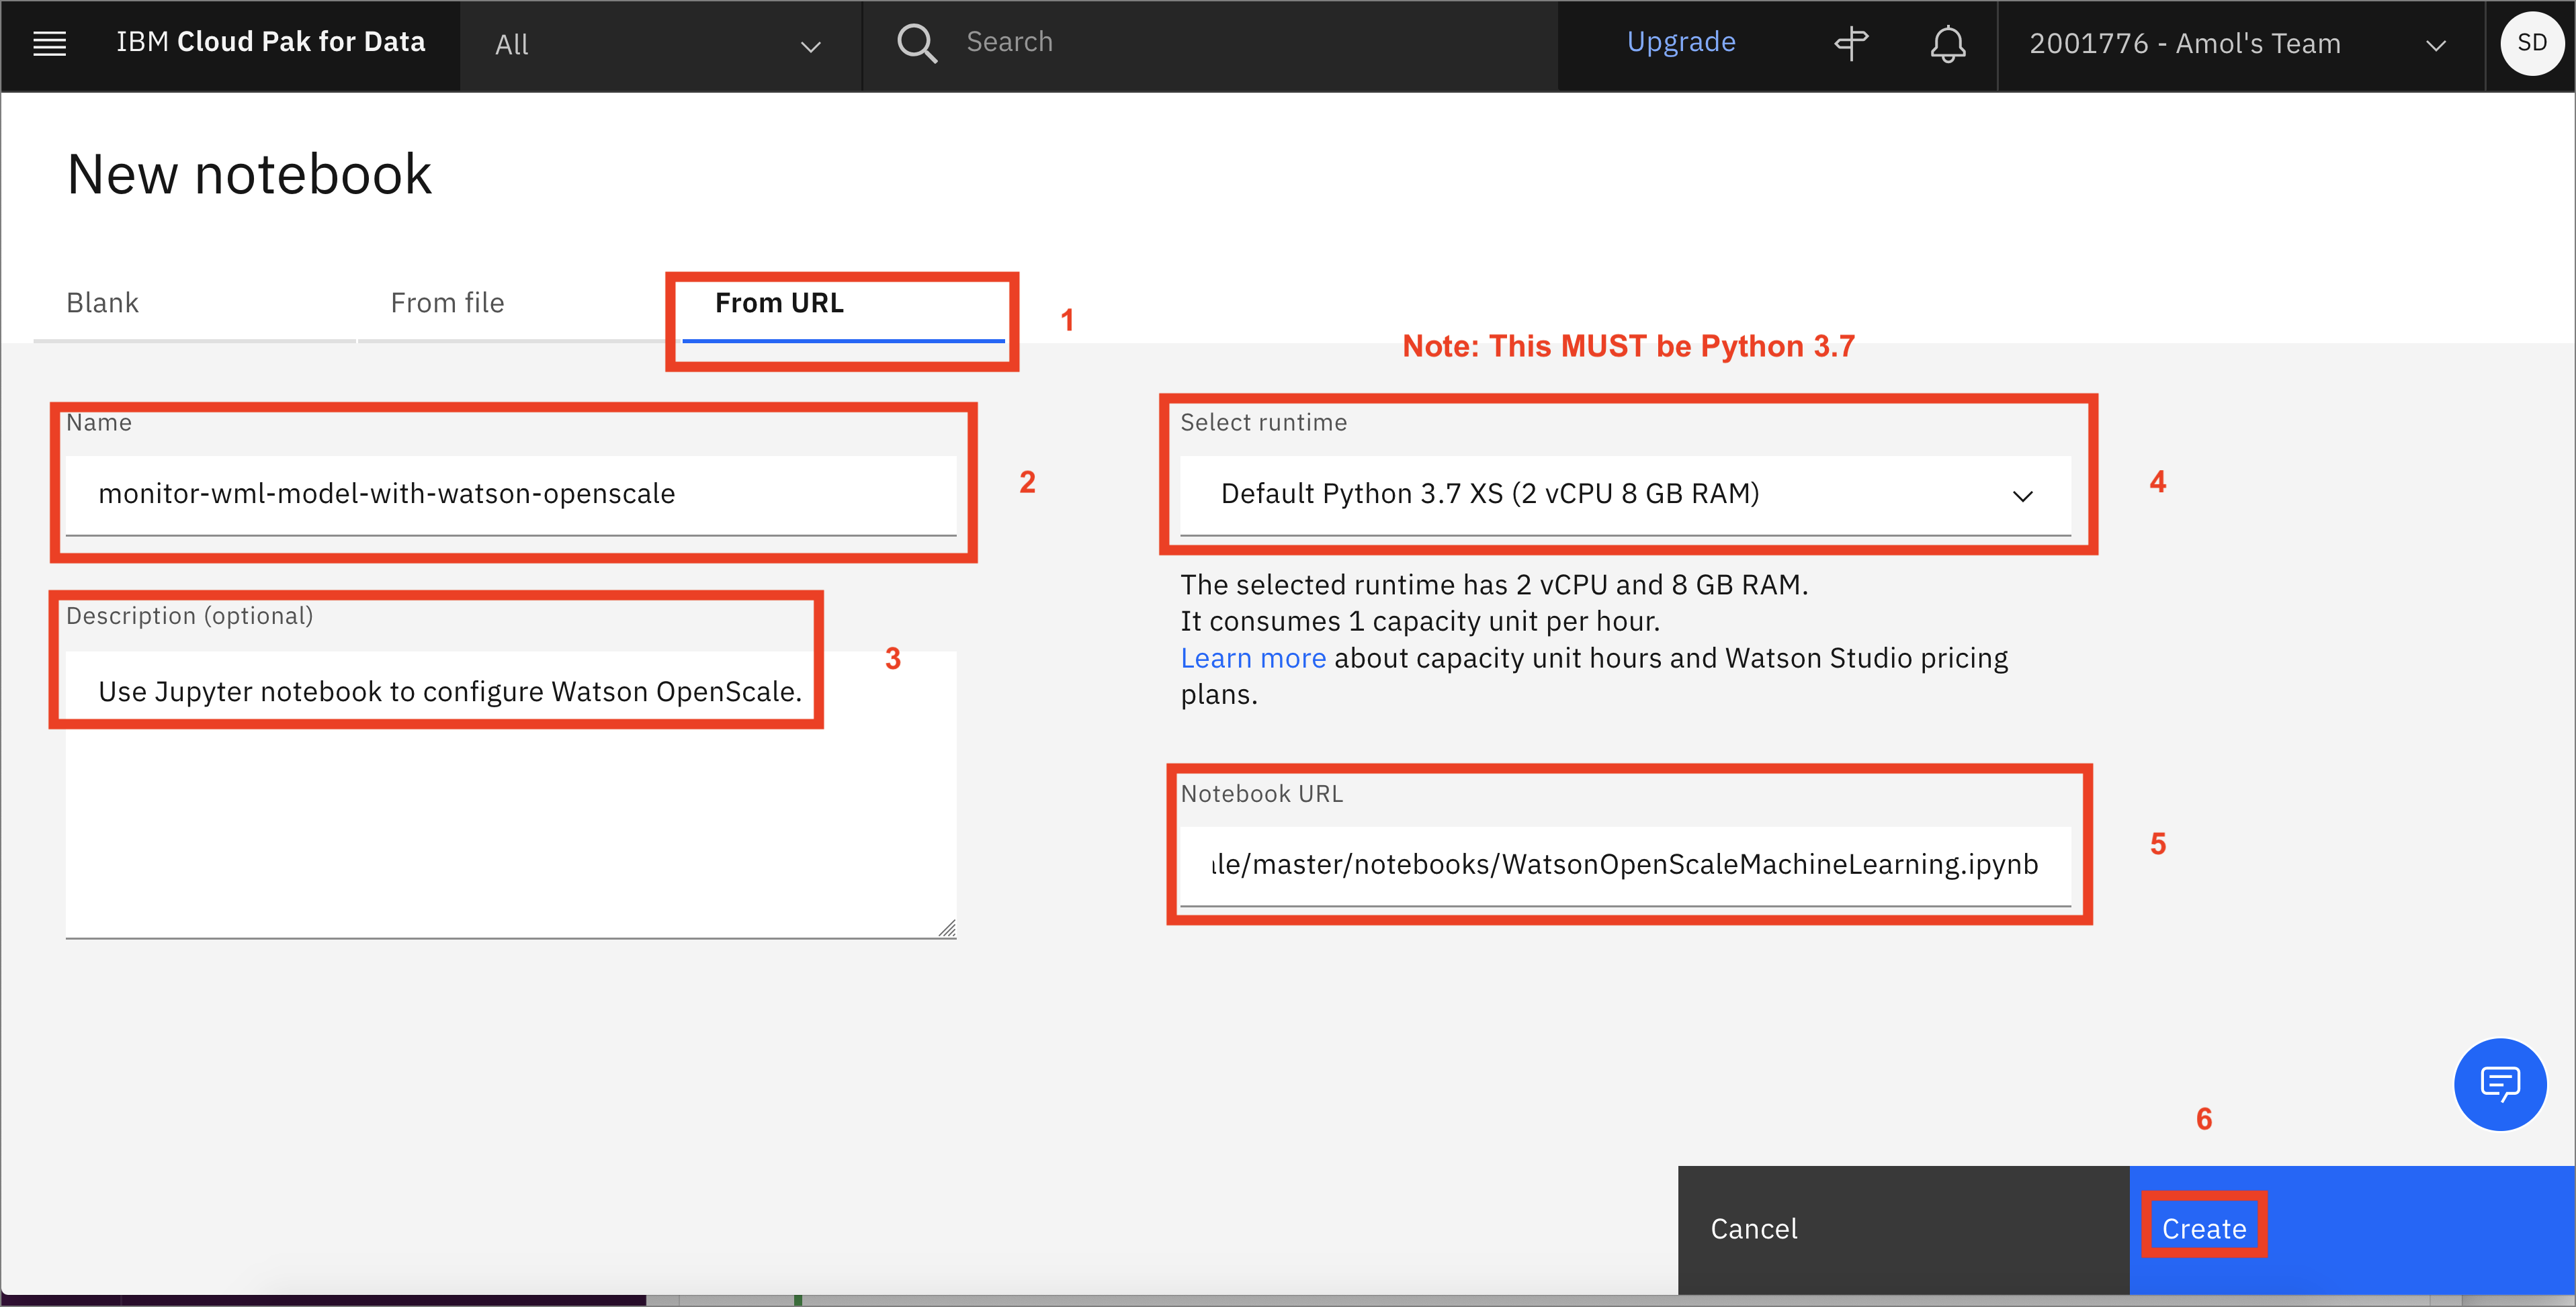 IBM Cloud Pak for Data
All
Search
Upgrade
2001776 - Amol's Team
SD
New notebook
Blank
From file
From URL
1
Note: This MUST be Python 3.7
Name
monitor-wml-model-with-watson-openscale
2
Select runtime
Default Python 3.7 XS (2 vCPU 8 GB RAM)
4
Description (optional)
Use Jupyter notebook to configure Watson OpenScale.
3
The selected runtime has 2 vCPU and 8 GB RAM.
It consumes 1 capacity unit per hour.
Learn more about capacity unit hours and Watson Studio pricing
plans.
Notebook URL
le/master/notebooks/WatsonOpenScaleMachineLearning.ipynb
5
6
Cancel
Create